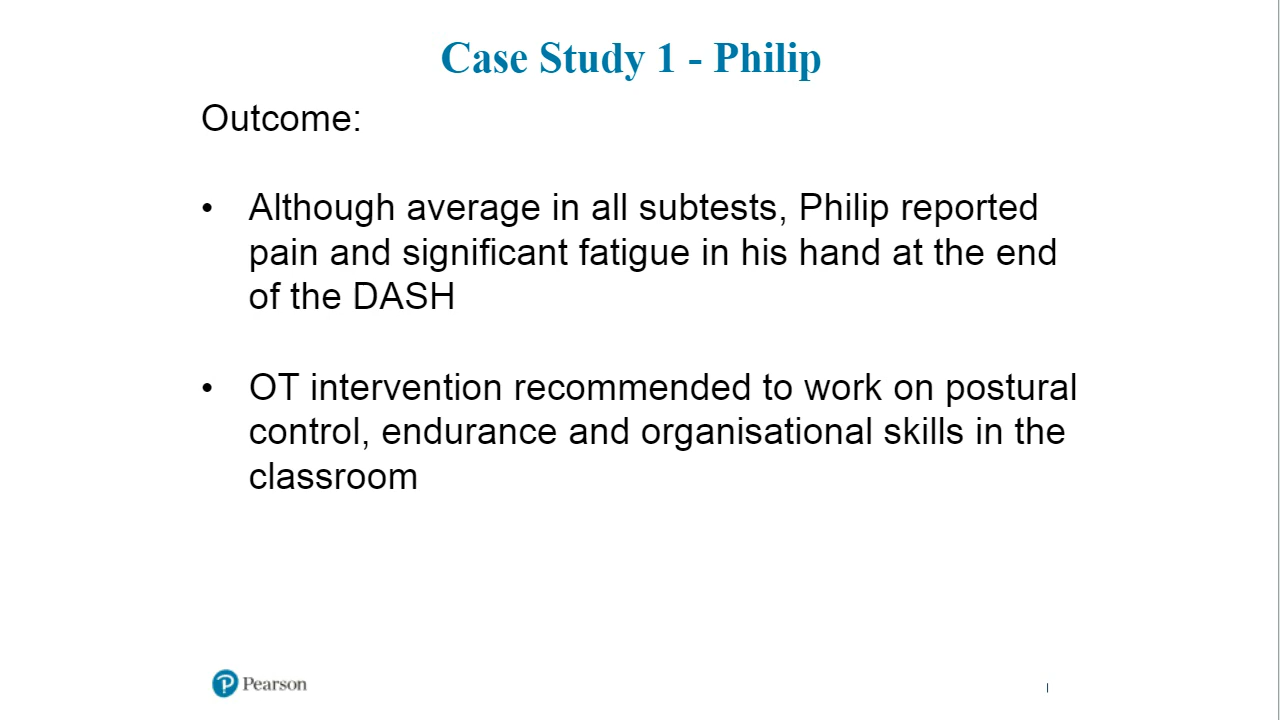 Case Study 1 - Philip
Outcome:
• Although average in all subtests, Philip reported
pain and significant fatigue in his hand at the end
of the DASH
• OT intervention recommended to work on postural
control, endurance and organisational skills in the
classroom
P Pearson
|